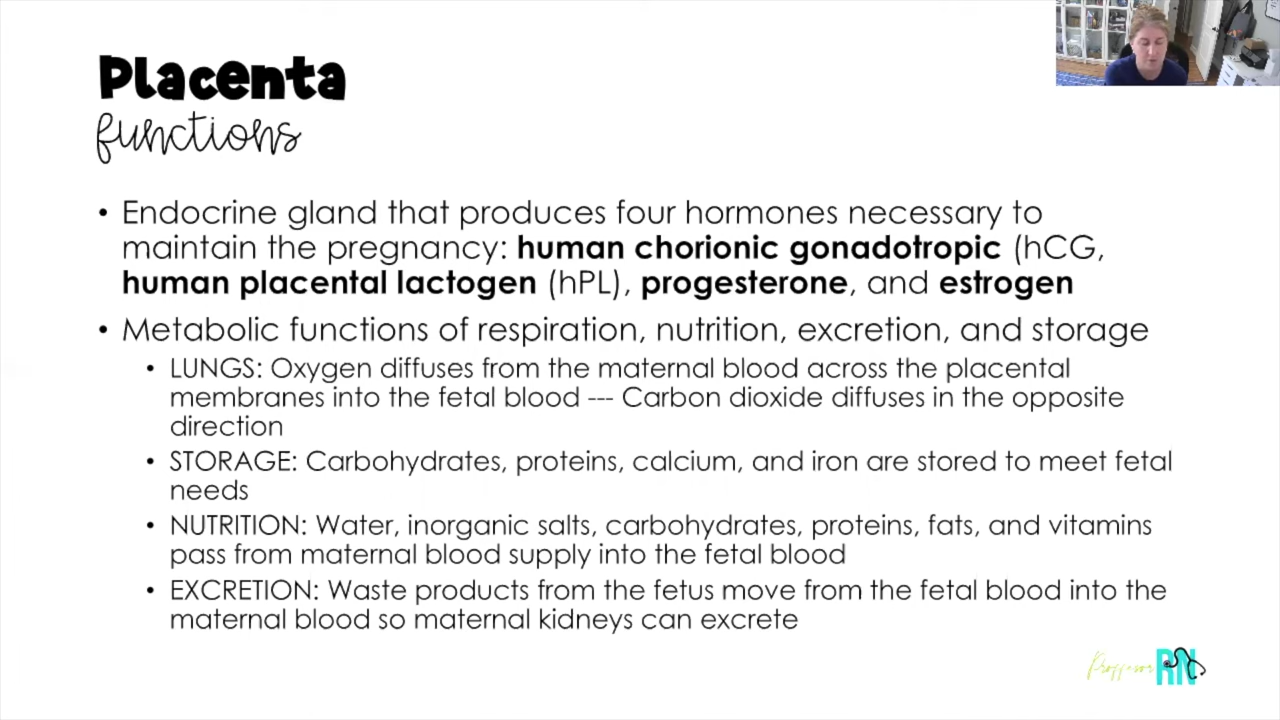 Placenta
functions
• Endocrine gland that produces four hormones necessary to
maintain the pregnancy: human chorionic gonadotropic (hCG,
human placental lactogen (hPL), progesterone, and estrogen
• Metabolic functions of respiration, nutrition, excretion, and storage
• LUNGS: Oxygen diffuses from the maternal blood across the placental
membranes into the fetal blood --- Carbon dioxide diffuses in the opposite
direction
• STORAGE: Carbohydrates, proteins, calcium, and iron are stored to meet fetal
needs
• NUTRITION: Water, inorganic salts, carbohydrates, proteins, fats, and vitamins
pass from maternal blood supply into the fetal blood
• EXCRETION: Waste products from the fetus move from the fetal blood into the
maternal blood so maternal kidneys can excrete
Professor RN